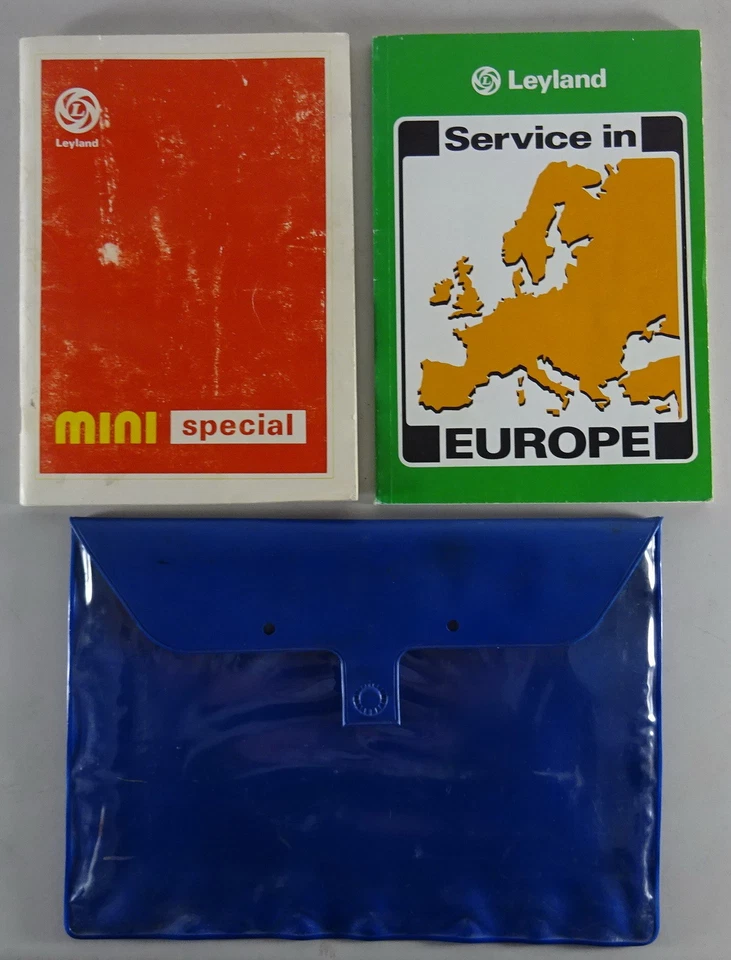 L
Leyland
mini special
L Leyland
Service in
EUROPE